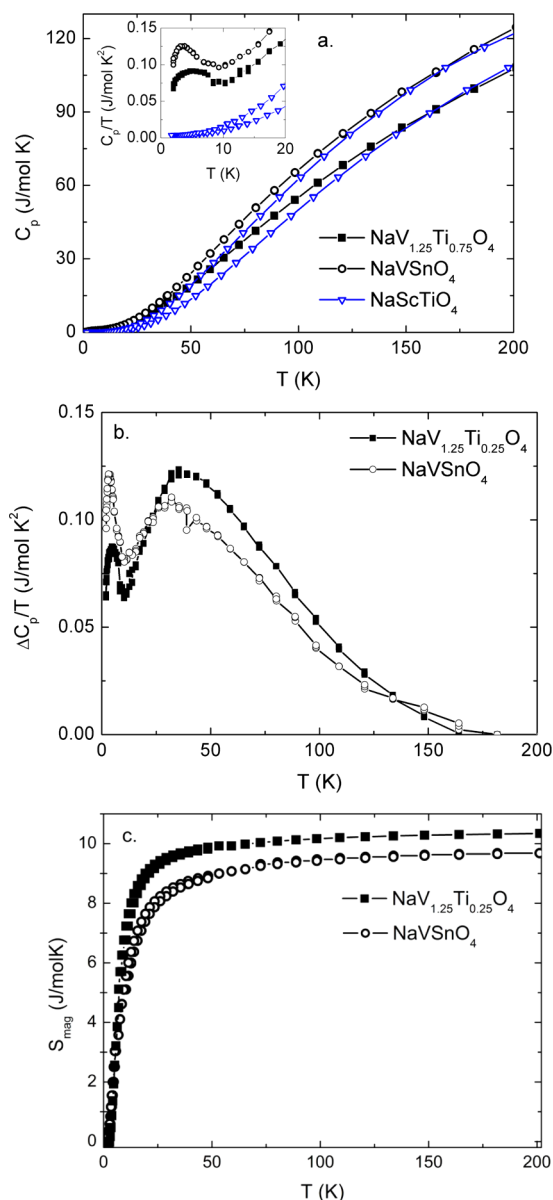 a.
120
90
60
30
0
C_p (J/mol K)
0 50 100 150 200
T (K)
0.15
0.10
0.05
0.00
C_p/T (J/mol K²)
0 10 20
T (K)
NaV₁.₂₅Ti₀.₇₅O₄
NaVSnO₄
NaScTiO₄
b.
0.15
0.10
0.05
0.00
ΔC_p/T (J/mol K²)
0 50 100 150 200
T (K)
NaV₁.₂₅Ti₀.₂₅O₄
NaVSnO₄
c.
10
8
6
4
2
0
S_mag (J/molK)
0 50 100 150 200
T (K)
NaV₁.₂₅Ti₀.₂₅O₄
NaVSnO₄